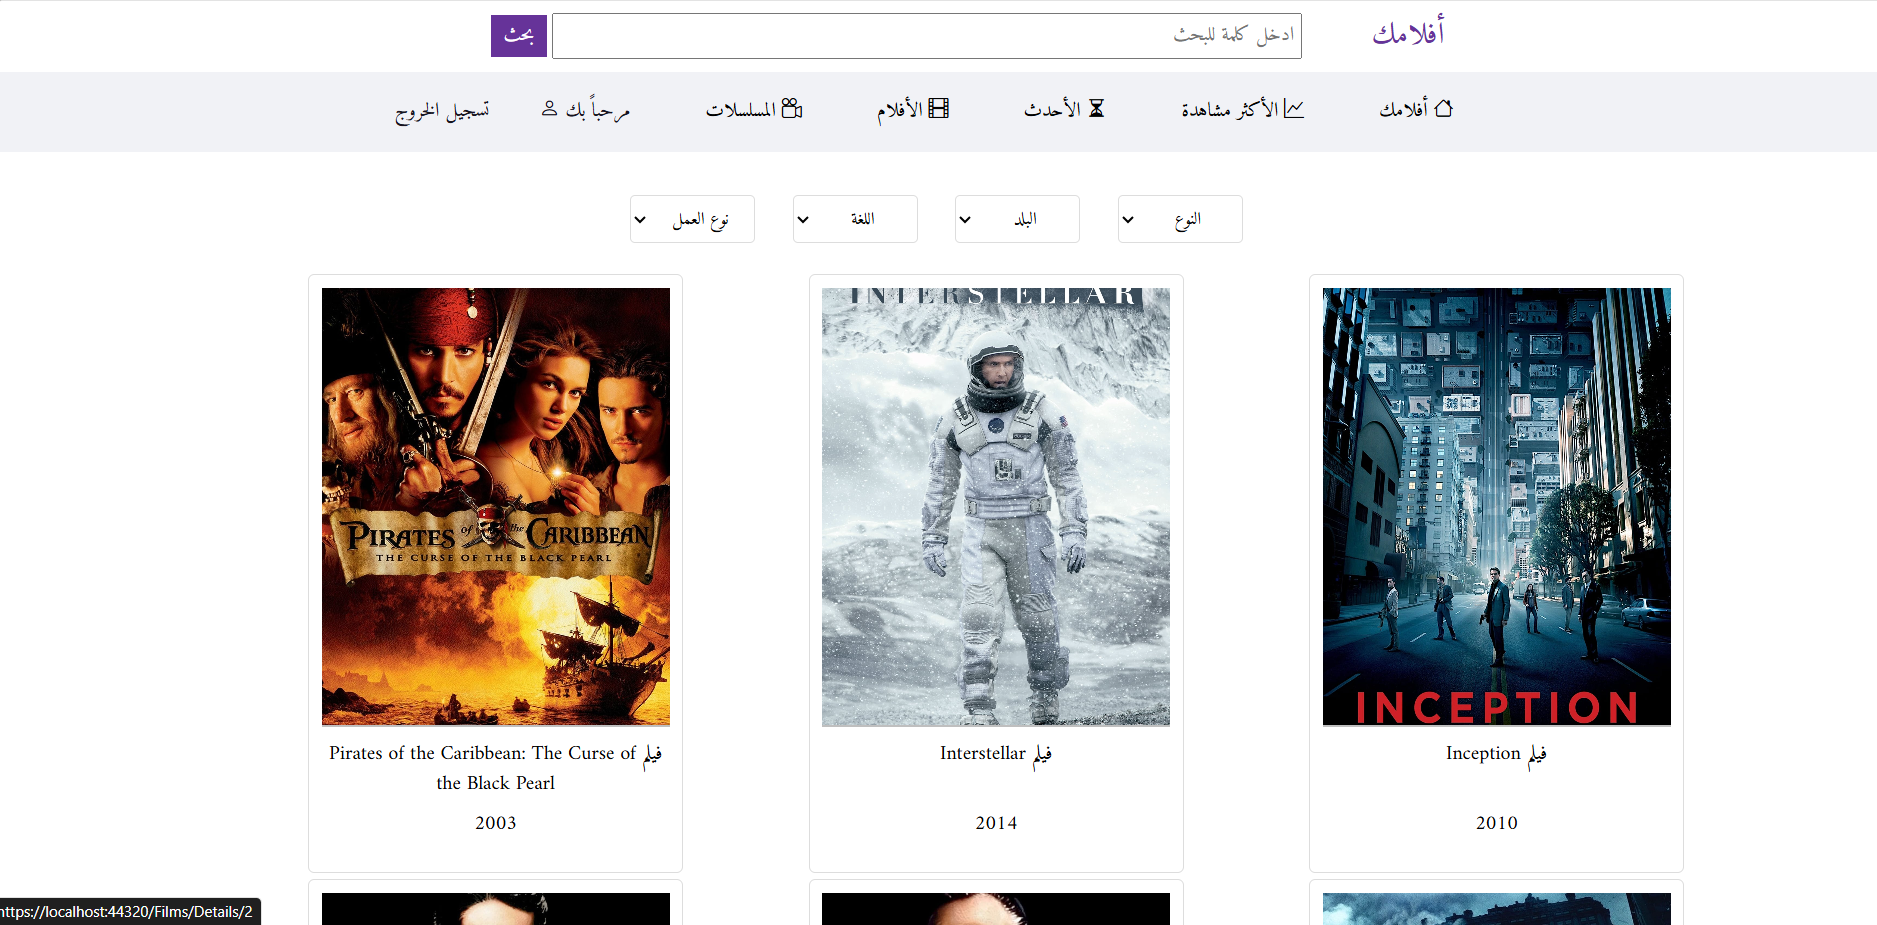 أفلامك
ادخل كلمة للبحث
بحث
أفلامك
الأكثر مشاهدة
الأحدث
الأفلام
المسلسلات
مرحباً بك
تسجيل الخروج
النوع
البلد
اللغة
نوع العمل
INCEPTION
فيلم Inception
2010
INTERSTELLAR
فيلم Interstellar
2014
PIRATES of the CARIBBEAN
THE CURSE OF THE BLACK PEARL
فيلم Pirates of the Caribbean: The Curse of
the Black Pearl
2003
https://localhost:44320/Films/Details/2